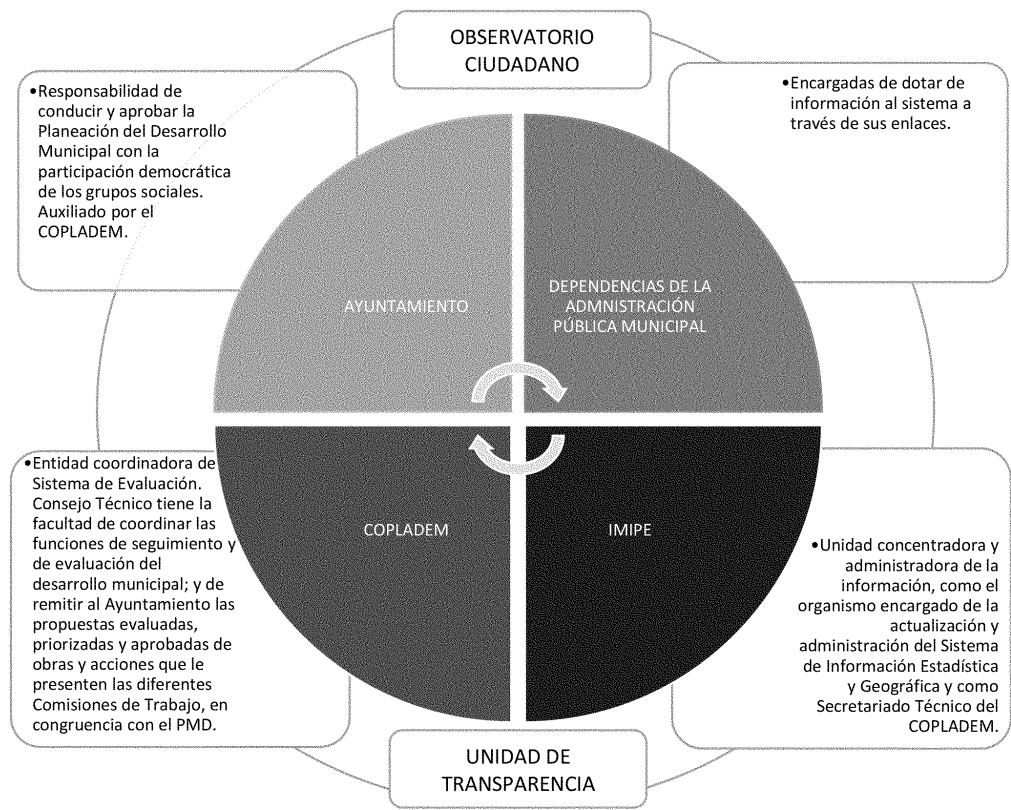 OBSERVATORIO
CIUDADANO
•Responsabilidad de
conducir y aprobar la
Planeación del Desarrollo
Municipal con la
participación democrática
de los grupos sociales.
Auxiliado por el
COPLADEM.
•Encargadas de dotar de
información al sistema a
través de sus enlaces.
AYUNTAMIENTO
DEPENDENCIAS DE LA
ADMNISTRACIÓN
PÚBLICA MUNICIPAL
•Entidad coordinadora de
Sistema de Evaluación.
Consejo Técnico tiene la
facultad de coordinar las
funciones de seguimiento y
de evaluación del
desarrollo municipal; y de
remitir al Ayuntamiento las
propuestas evaluadas,
priorizadas y aprobadas de
obras y acciones que le
presenten las diferentes
Comisiones de Trabajo, en
congruencia con el PMD.
COPLADEM
IMIPE
•Unidad concentradora y
administradora de la
información, como el
organismo encargado de la
actualización y
administración del Sistema
de Información Estadística
y Geográfica y como
Secretariado Técnico del
COPLADEM.
UNIDAD DE
TRANSPARENCIA